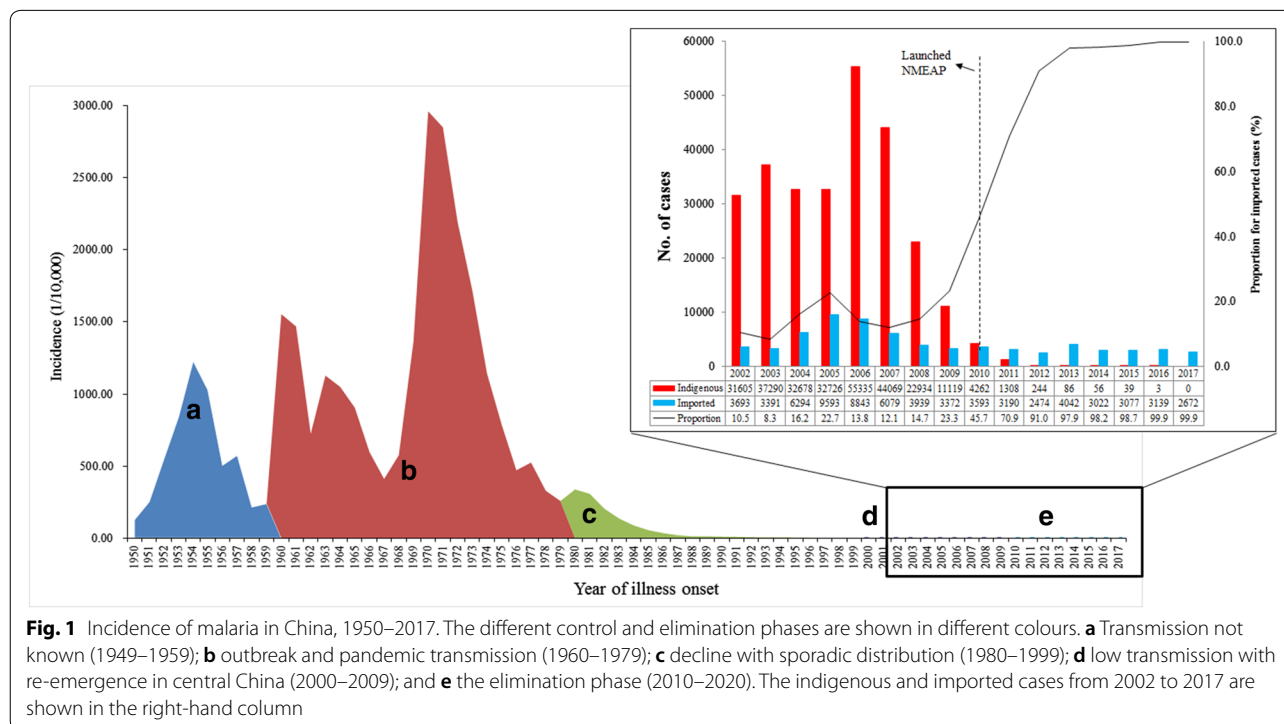 60000
50000
40000
30000
20000
10000
0
No. of cases
Launched
NMEAP
100.0
80.0
60.0
40.0
20.0
0.0
Proportion for imported cases (%)
2002 2003 2004 2005 2006 2007 2008 2009 2010 2011 2012 2013 2014 2015 2016 2017
Indigenous 31605 37290 32678 32726 55335 44069 22934 11119 4262 1308 244 86 56 39 3 0
Imported 3693 3391 6294 9593 8843 6079 3939 3372 3593 3190 2474 4042 3022 3077 3139 2672
Proportion 10.5 8.3 16.2 22.7 13.8 12.1 14.7 23.3 45.7 70.9 91.0 97.9 98.2 98.7 99.9 99.9
3000.00
2500.00
2000.00
1500.00
1000.00
500.00
0.00
Incidence (1/10,000)
a
b
c
d
e
1950 1951 1952 1953 1954 1955 1956 1957 1958 1959 1960 1961 1962 1963 1964 1965 1966 1967 1968 1969 1970 1971 1972 1973 1974 1975 1976 1977 1978 1979 1980 1981 1982 1983 1984 1985 1986 1987 1988 1989 1990 1991 1992 1993 1994 1995 1996 1997 1998 1999 2000 2001 2002 2003 2004 2005 2006 2007 2008 2009 2010 2011 2012 2013 2014 2015 2016 2017
Year of illness onset
Fig. 1 Incidence of malaria in China, 1950–2017. The different control and elimination phases are shown in different colours. a Transmission not
known (1949–1959); b outbreak and pandemic transmission (1960–1979); c decline with sporadic distribution (1980–1999); d low transmission with
re-emergence in central China (2000–2009); and e the elimination phase (2010–2020). The indigenous and imported cases from 2002 to 2017 are
shown in the right-hand column